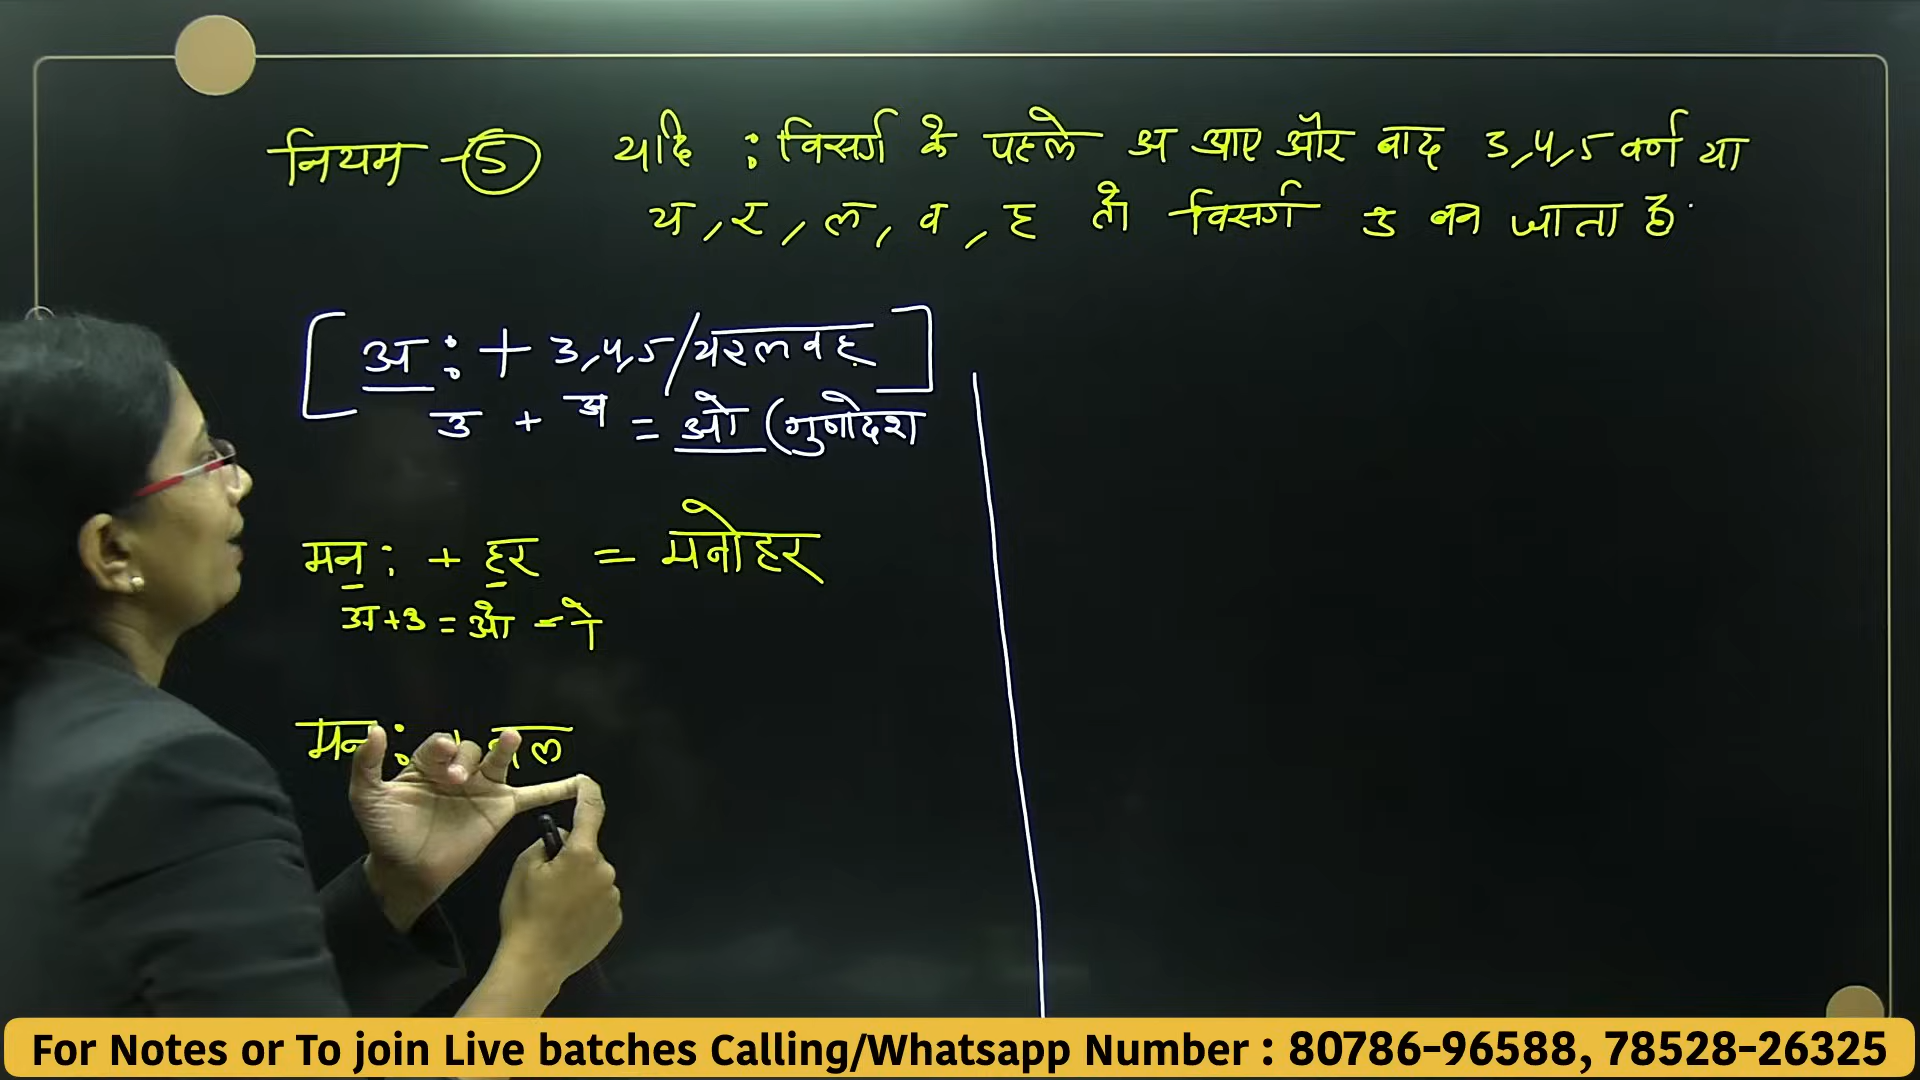 नियम - 5 यदि : विसर्ग के पहले अ आए और बाद 3,4,5 वर्ण या
य, र, ल, व, ह तो विसर्ग उ बन जाता है
[ अ : + 3,4,5/यरलवह ]
उ + अ = ओ (गुणादेश
मन : + हर = मनोहर
अ+उ = ओ - ो
मन : +
For Notes or To join Live batches Calling/Whatsapp Number : 80786-96588, 78528-26325